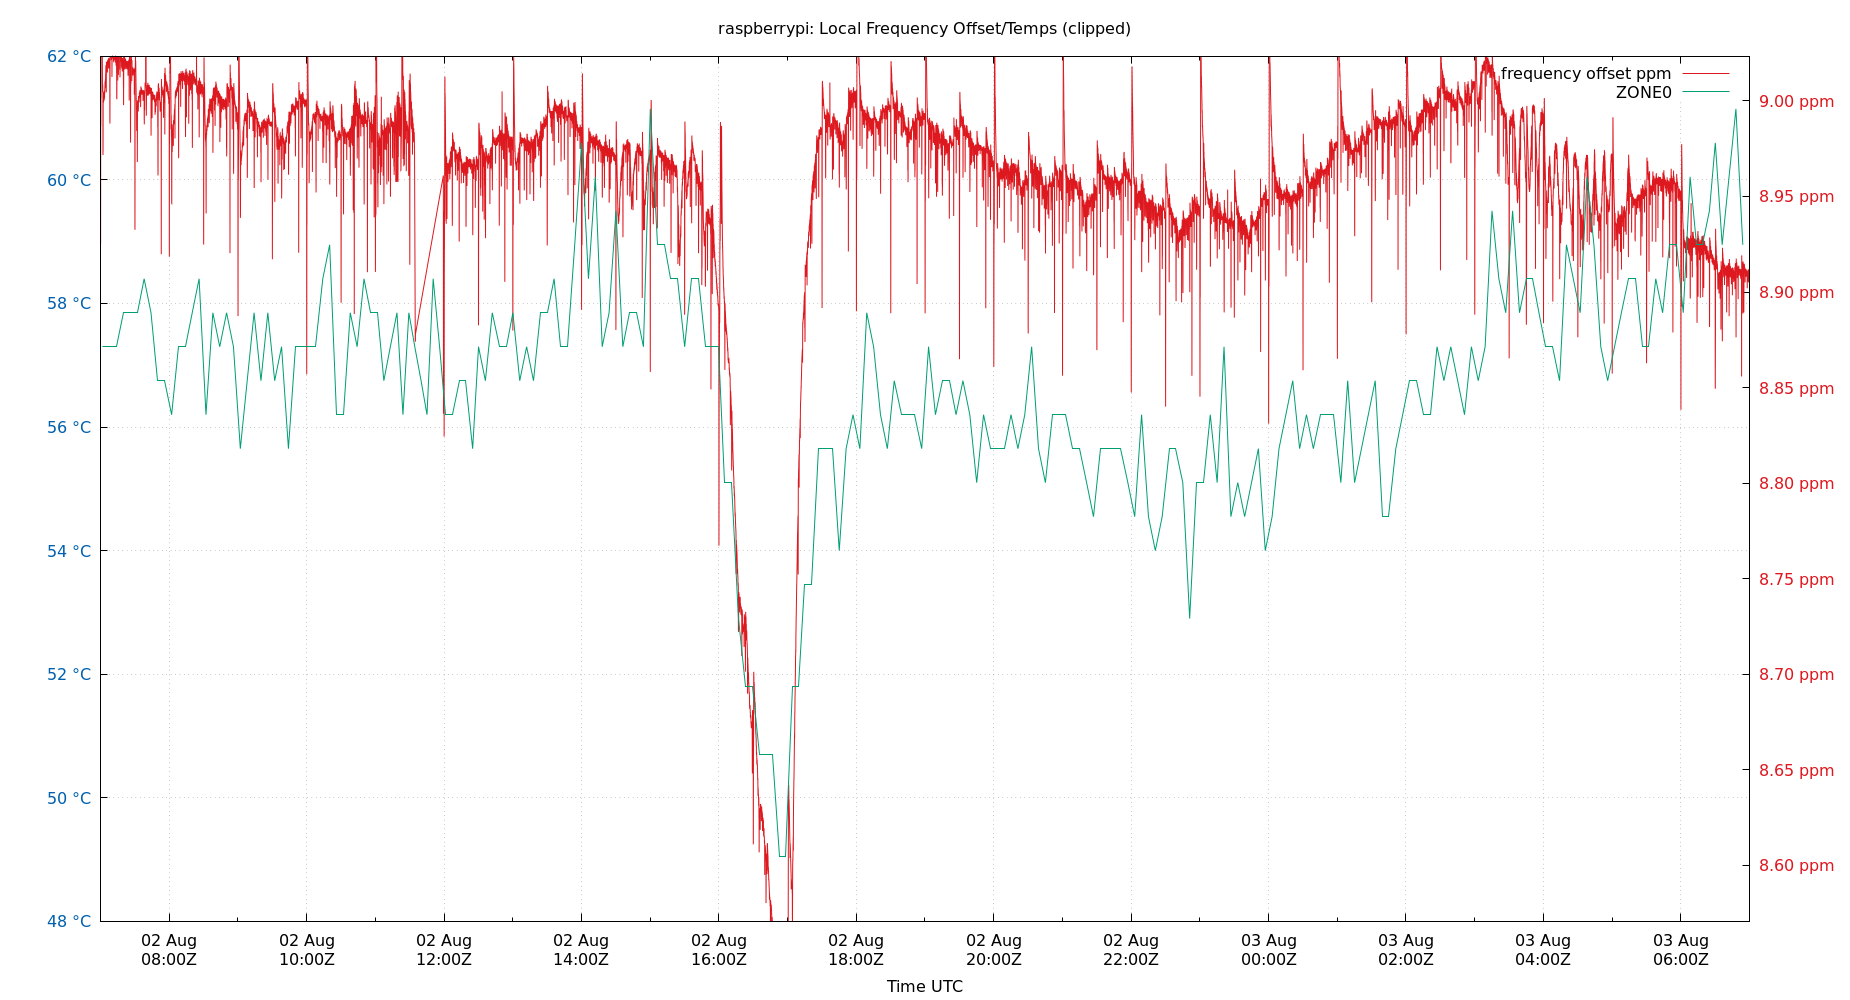 raspberrypi: Local Frequency Offset/Temps (clipped)
62 °C
60 °C
58 °C
56 °C
54 °C
52 °C
50 °C
48 °C
frequency offset ppm
ZONE0
9.00 ppm
8.95 ppm
8.90 ppm
8.85 ppm
8.80 ppm
8.75 ppm
8.70 ppm
8.65 ppm
8.60 ppm
02 Aug 02 Aug 02 Aug 02 Aug 02 Aug 02 Aug 02 Aug 02 Aug 03 Aug 03 Aug 03 Aug 03 Aug
08:00Z 10:00Z 12:00Z 14:00Z 16:00Z 18:00Z 20:00Z 22:00Z 00:00Z 02:00Z 04:00Z 06:00Z
Time UTC